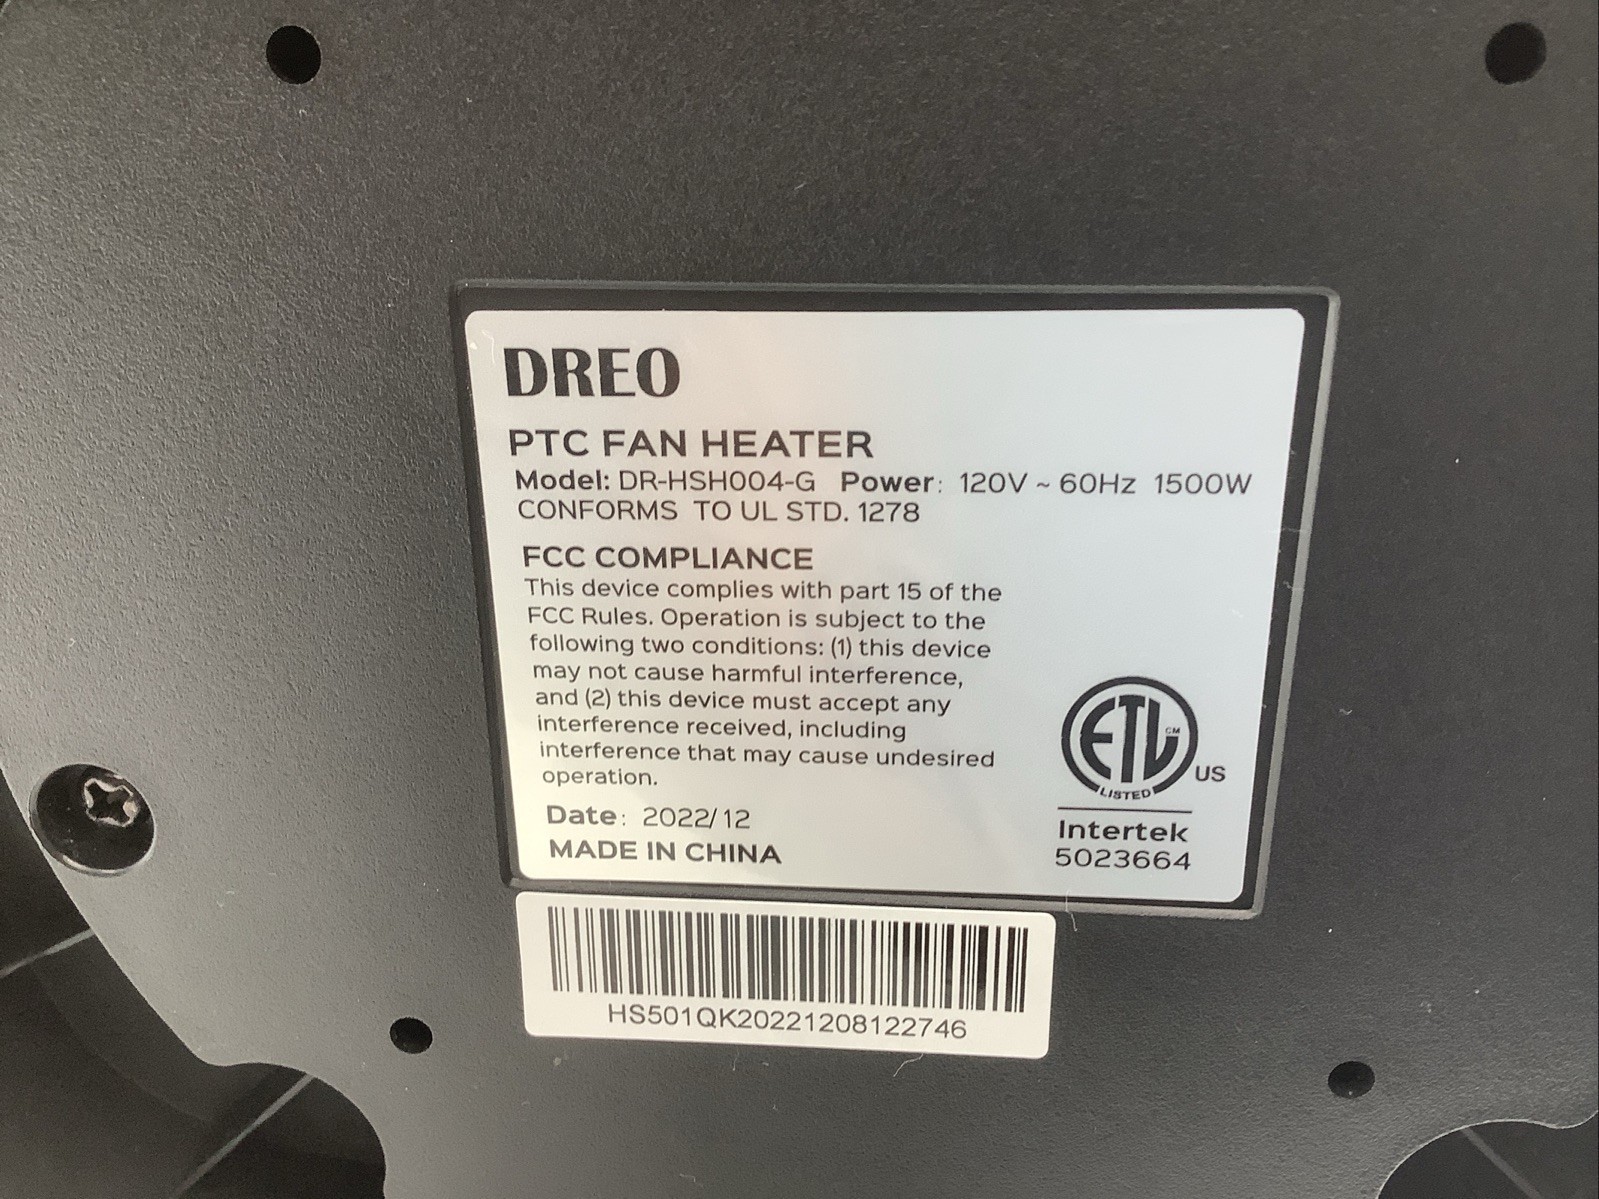 DREO
PTC FAN HEATER
Model: DR-HSH004-G Power: 120V ~ 60Hz 1500W
CONFORMS TO UL STD. 1278
FCC COMPLIANCE
This device complies with part 15 of the
FCC Rules. Operation is subject to the
following two conditions: (1) this device
may not cause harmful interference,
and (2) this device must accept any
interference received, including
interference that may cause undesired
operation.
Date: 2022/12
MADE IN CHINA
ETL CM
LISTED
US
Intertek
5023664
HS501QK20221208122746